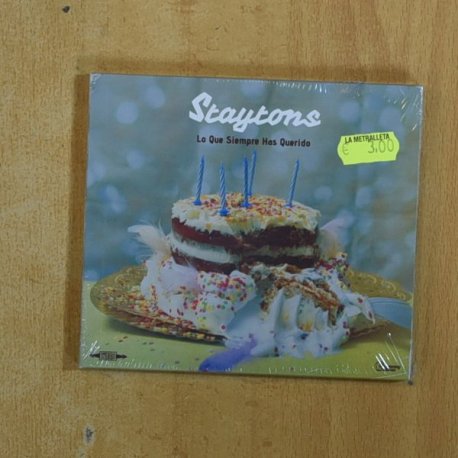 Staytons
Lo Que Siempre Has Querido
LA METRALLETA
€ 3.00